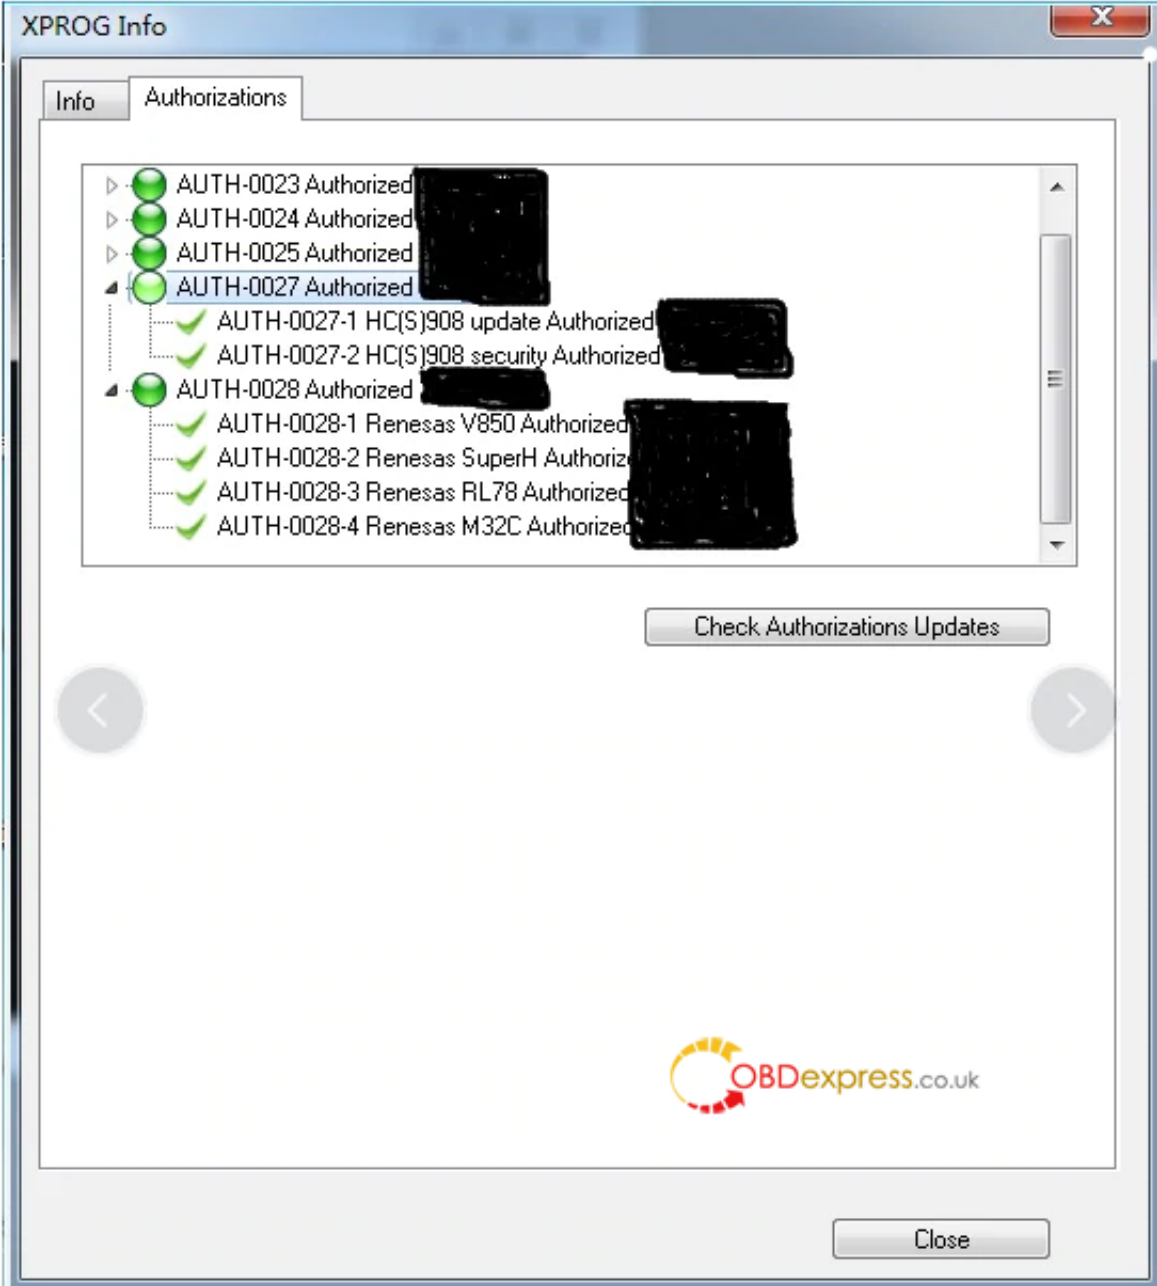 XPROG Info
Info
Authorizations
AUTH-0023 Authorized
AUTH-0024 Authorized
AUTH-0025 Authorized
AUTH-0027 Authorized
AUTH-0027-1 HC(S)908 update Authorized
AUTH-0027-2 HC(S)908 security Authorized
AUTH-0028 Authorized
AUTH-0028-1 Renesas V850 Authorized
AUTH-0028-2 Renesas SuperH Authoriz
AUTH-0028-3 Renesas RL78 Authorized
AUTH-0028-4 Renesas M32C Authorized
Check Authorizations Updates
OBDexpress.co.uk
Close